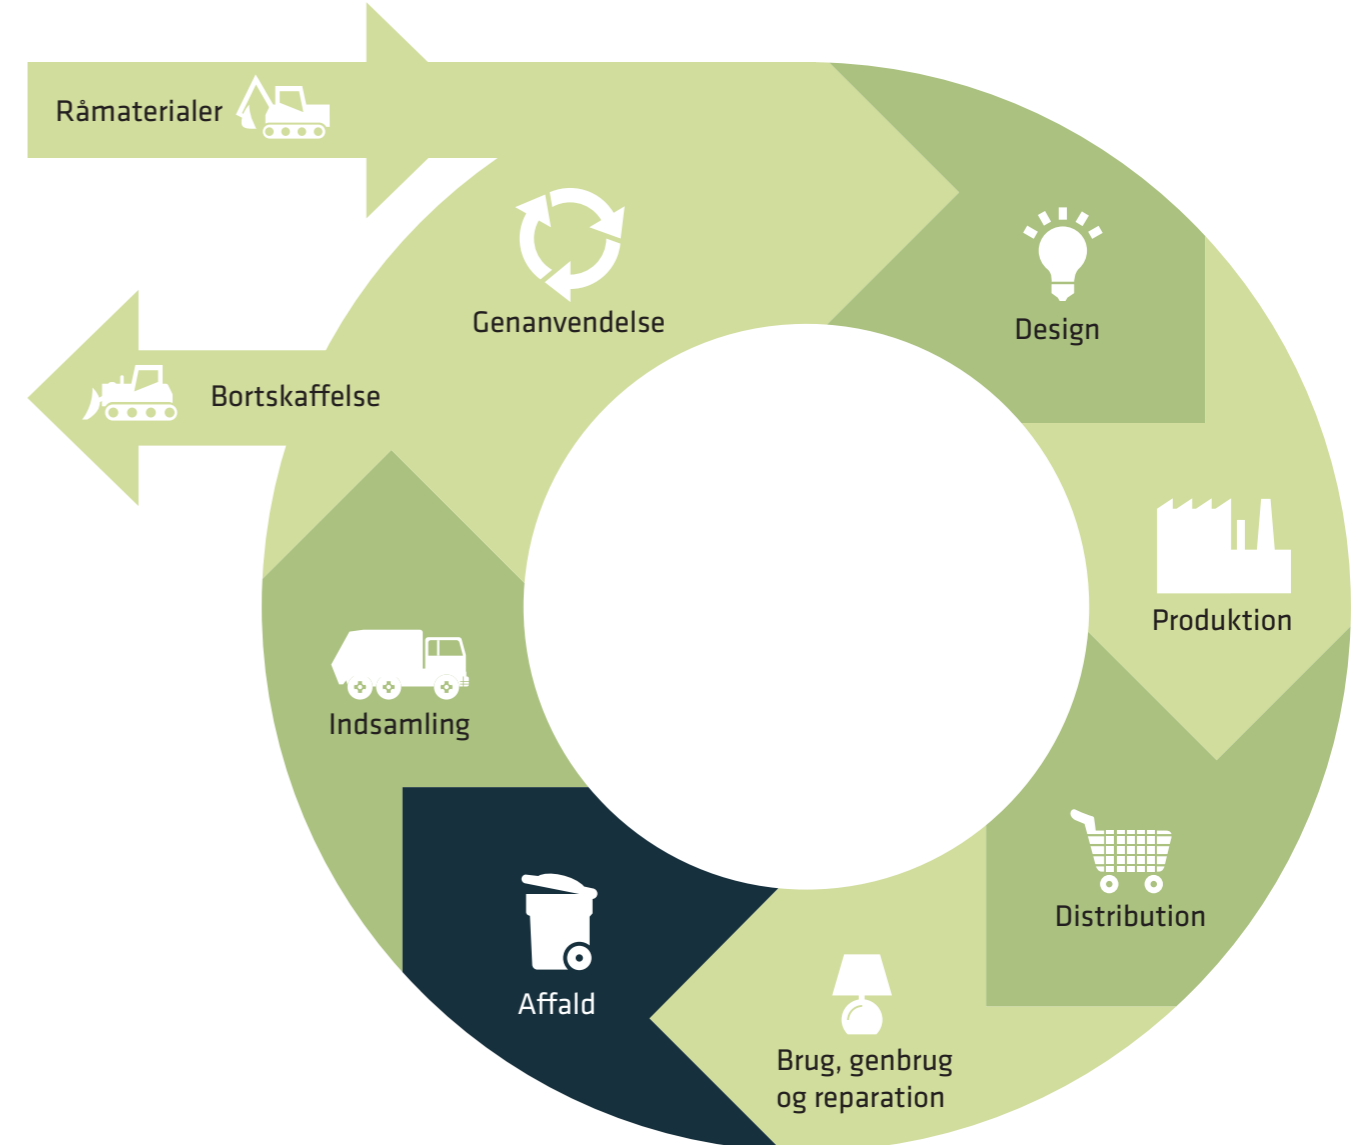 Råmaterialer
Genanvendelse
Design
Bortskaffelse
Produktion
Indsamling
Distribution
Affald
Brug, genbrug
og reparation